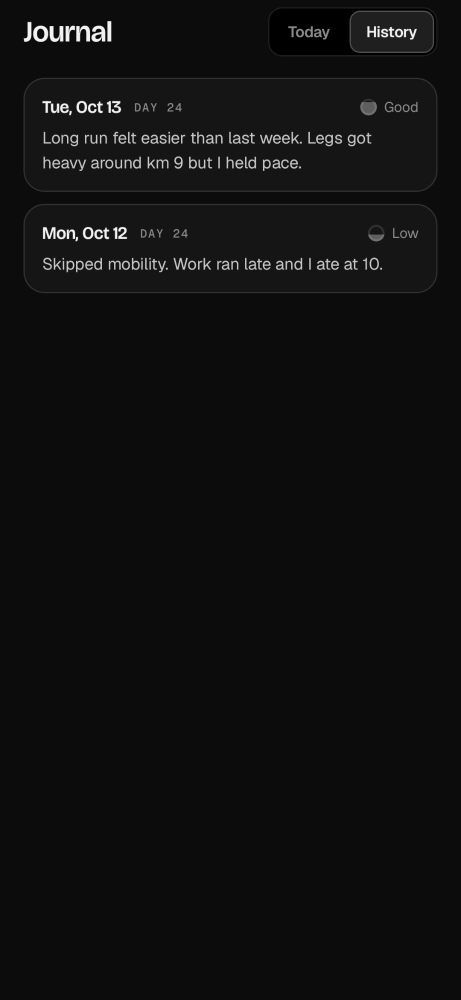 Journal
Today
History
Tue, Oct 13 DAY 24
Good
Long run felt easier than last week. Legs got
heavy around km 9 but I held pace.
Mon, Oct 12 DAY 24
Low
Skipped mobility. Work ran late and I ate at 10.